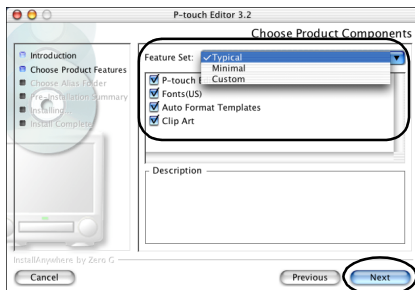 P-touch Editor 3.2
Choose Product Components
Introduction
Choose Product Features
Choose Alias Folder
Pre-Installation Summary
Installing...
Install Complete
Feature Set:
✓Typical
Minimal
Custom
P-touch
Fonts(US)
Auto Format Templates
Clip Art
Description
InstallAnywhere by Zero G
Cancel
Previous
Next